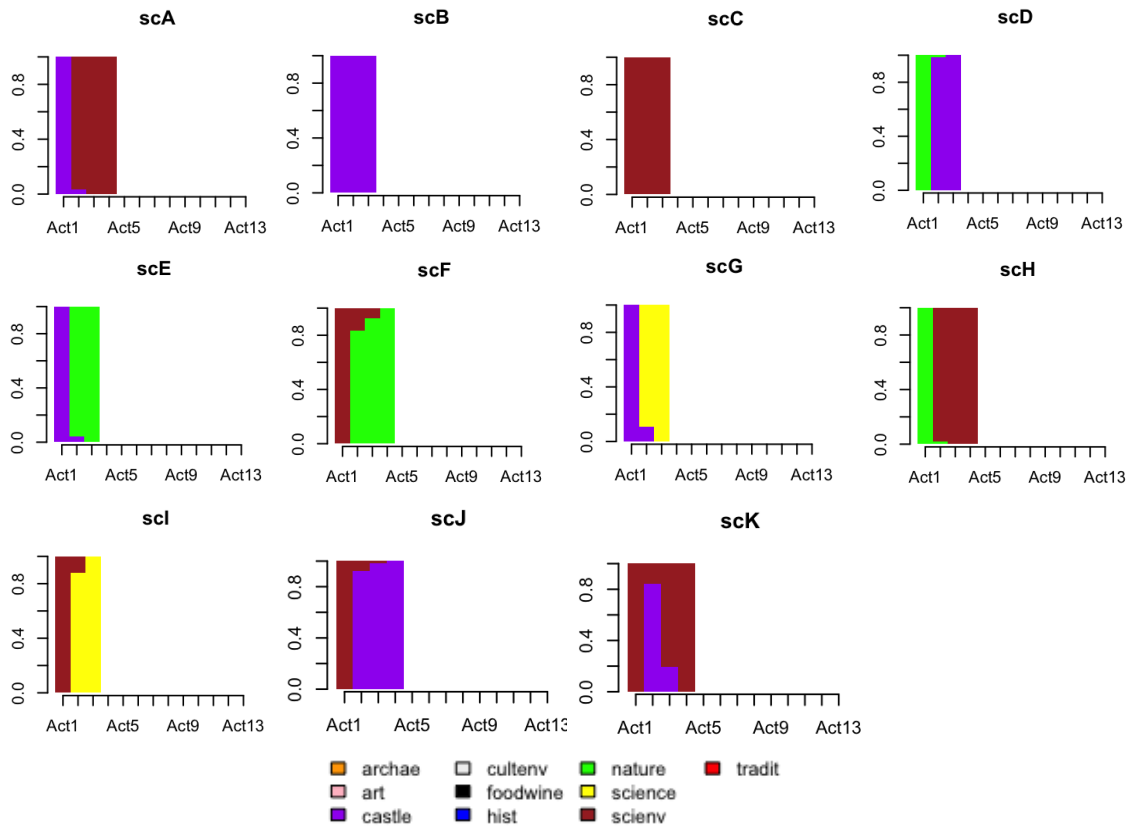 scA scB scC scD
0.0 0.4 0.8 0.0 0.4 0.8 0.0 0.4 0.8 0.0 0.4 0.8
Act1 Act5 Act9 Act13 Act1 Act5 Act9 Act13 Act1 Act5 Act9 Act13 Act1 Act5 Act9 Act13
scE scF scG scH
0.0 0.4 0.8 0.0 0.4 0.8 0.0 0.4 0.8 0.0 0.4 0.8
Act1 Act5 Act9 Act13 Act1 Act5 Act9 Act13 Act1 Act5 Act9 Act13 Act1 Act5 Act9 Act13
scI scJ scK
0.0 0.4 0.8 0.0 0.4 0.8 0.0 0.4 0.8
Act1 Act5 Act9 Act13 Act1 Act5 Act9 Act13 Act1 Act5 Act9 Act13
archae cultenv nature tradit
art foodwine science
castle hist scienv